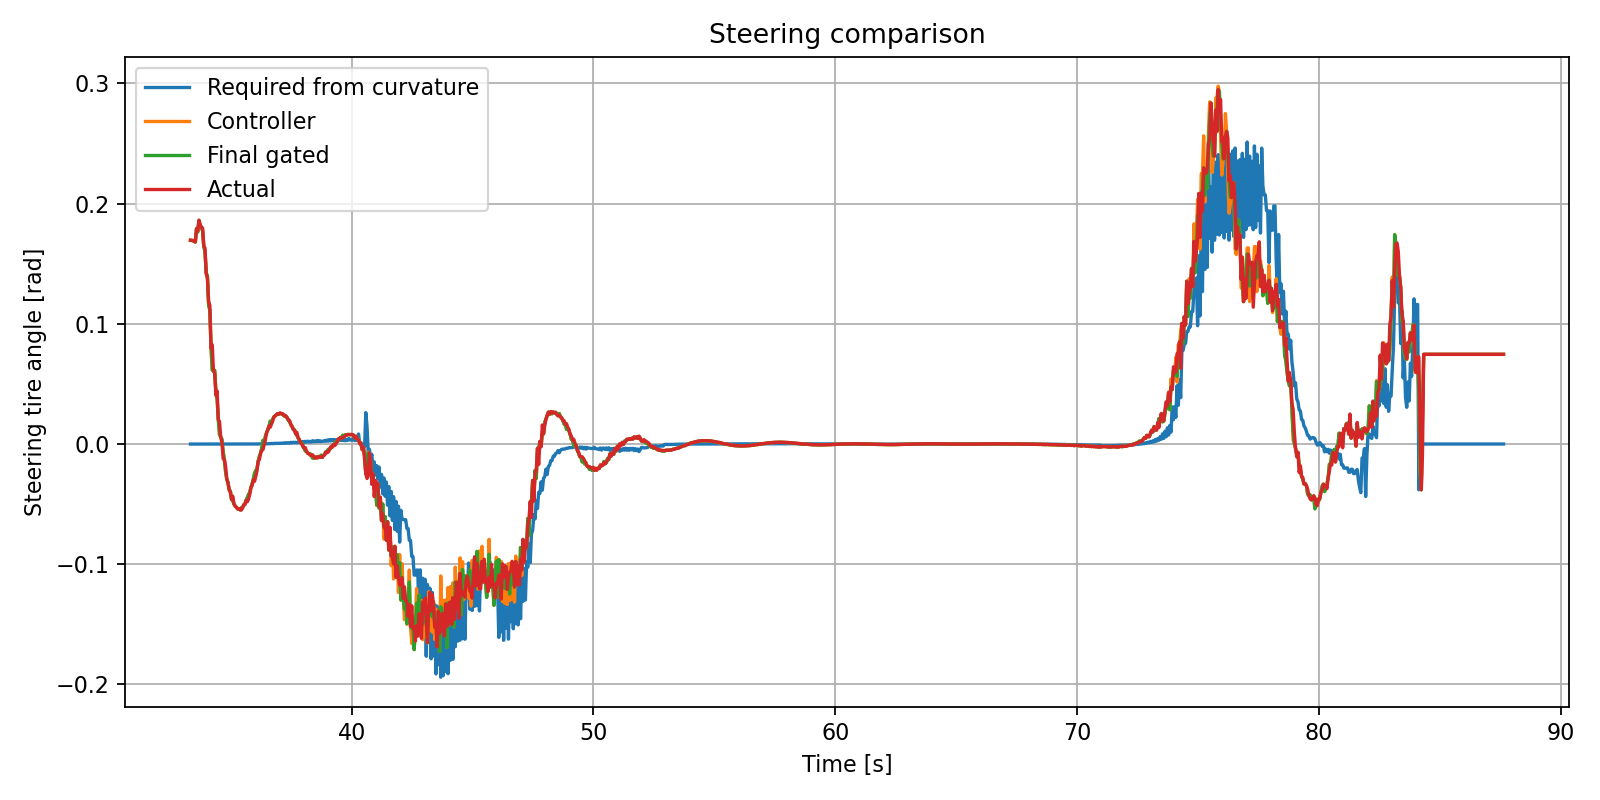 Steering comparison
Required from curvature
Controller
Final gated
Actual
Steering tire angle [rad]
0.3
0.2
0.1
0.0
−0.1
−0.2
40
50
60
70
80
90
Time [s]